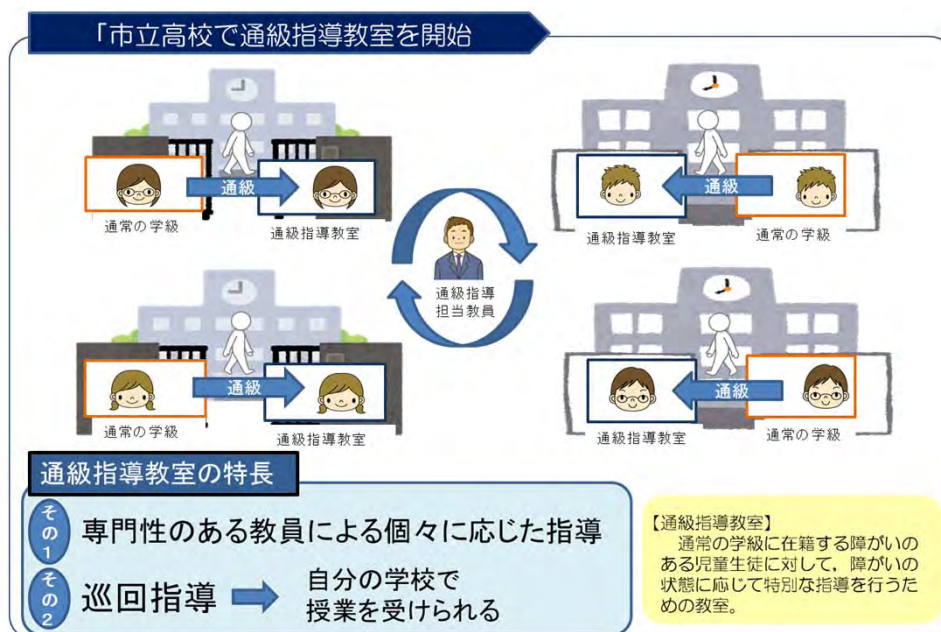 「市立高校で通級指導教室を開始
通級
通常の学級
通級指導教室
通級
通級指導教室
通常の学級
通級指導
担当教員
通級
通常の学級
通級指導教室
通級
通級指導教室
通常の学級
通級指導教室の特長
その1
専門性のある教員による個々に応じた指導
その2
巡回指導
自分の学校で
授業を受けられる
【通級指導教室】
通常の学級に在籍する障がいの
ある児童生徒に対して，障がいの
状態に応じて特別な指導を行うた
めの教室。